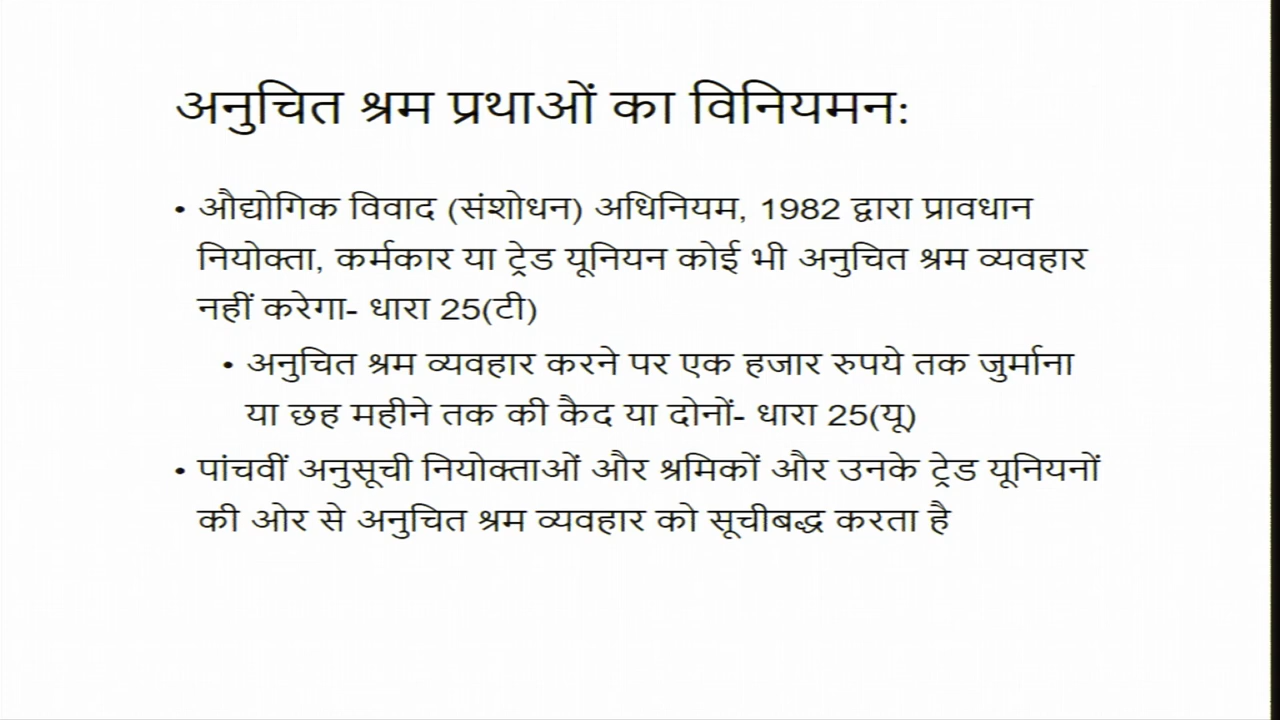 अनुचित श्रम प्रथाओं का विनियमन:
• औद्योगिक विवाद (संशोधन) अधिनियम, 1982 द्वारा प्रावधान
नियोक्ता, कर्मकार या ट्रेड यूनियन कोई भी अनुचित श्रम व्यवहार
नहीं करेगा- धारा 25(टी)
• अनुचित श्रम व्यवहार करने पर एक हजार रुपये तक जुर्माना
या छह महीने तक की कैद या दोनों- धारा 25(यू)
• पांचवीं अनुसूची नियोक्ताओं और श्रमिकों और उनके ट्रेड यूनियनों
की ओर से अनुचित श्रम व्यवहार को सूचीबद्ध करता है